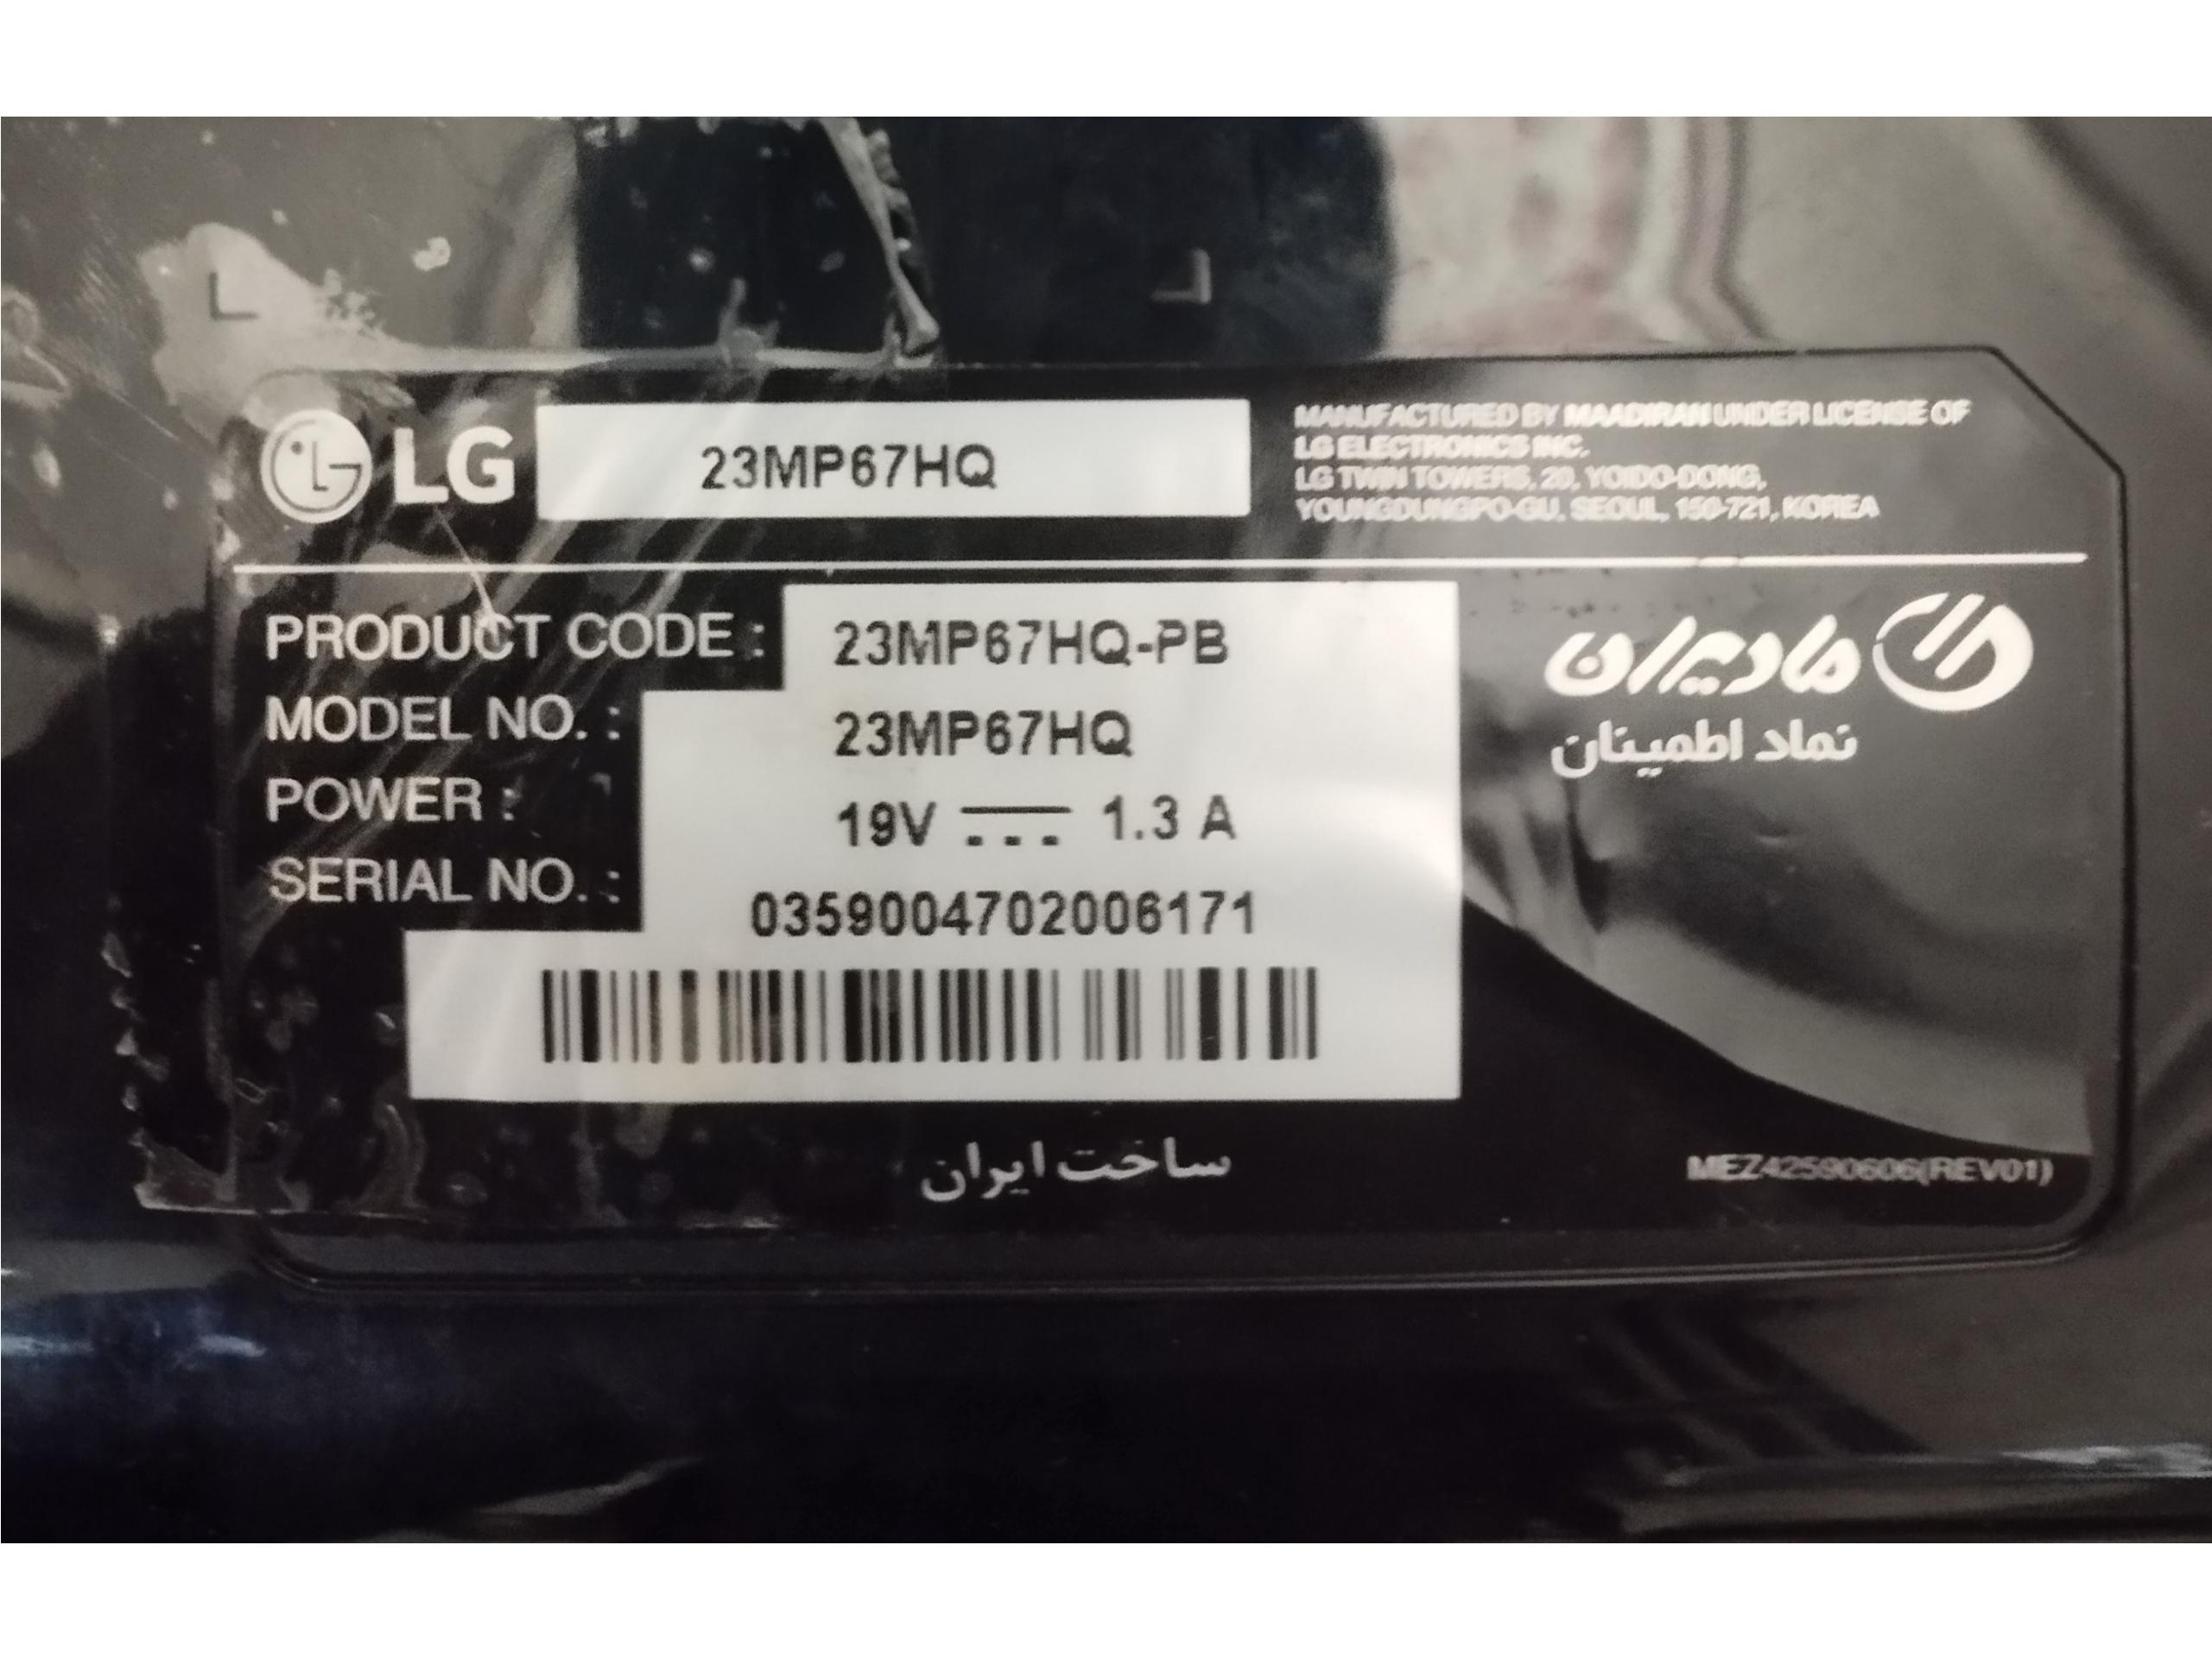 LG 23MP67HQ
MANUFACTURED BY MAADIRAN UNDER LICENSE OF
LG ELECTRONICS INC.
LG TWIN TOWERS, 20, YOIDO-DONG,
YOUNGDUNGPO-GU, SEOUL, 150-721, KOREA
PRODUCT CODE : 23MP67HQ-PB
MODEL NO. : 23MP67HQ
POWER : 19V 1.3 A
SERIAL NO. : 0359004702006171
مادیران
نماد اطمینان
ساخت ایران
MEZ42590606(REV01)